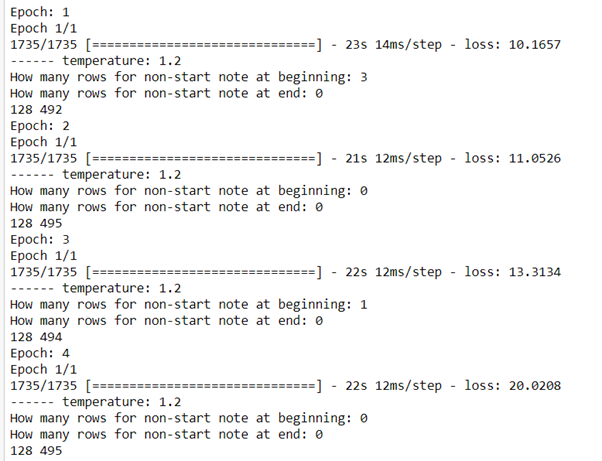 Epoch: 1
Epoch 1/1
1735/1735 [==============================] - 23s 14ms/step - loss: 10.1657
------ temperature: 1.2
How many rows for non-start note at beginning: 3
How many rows for non-start note at end: 0
128 492
Epoch: 2
Epoch 1/1
1735/1735 [==============================] - 21s 12ms/step - loss: 11.0526
------ temperature: 1.2
How many rows for non-start note at beginning: 0
How many rows for non-start note at end: 0
128 495
Epoch: 3
Epoch 1/1
1735/1735 [==============================] - 22s 12ms/step - loss: 13.3134
------ temperature: 1.2
How many rows for non-start note at beginning: 1
How many rows for non-start note at end: 0
128 494
Epoch: 4
Epoch 1/1
1735/1735 [==============================] - 22s 12ms/step - loss: 20.0208
------ temperature: 1.2
How many rows for non-start note at beginning: 0
How many rows for non-start note at end: 0
128 495